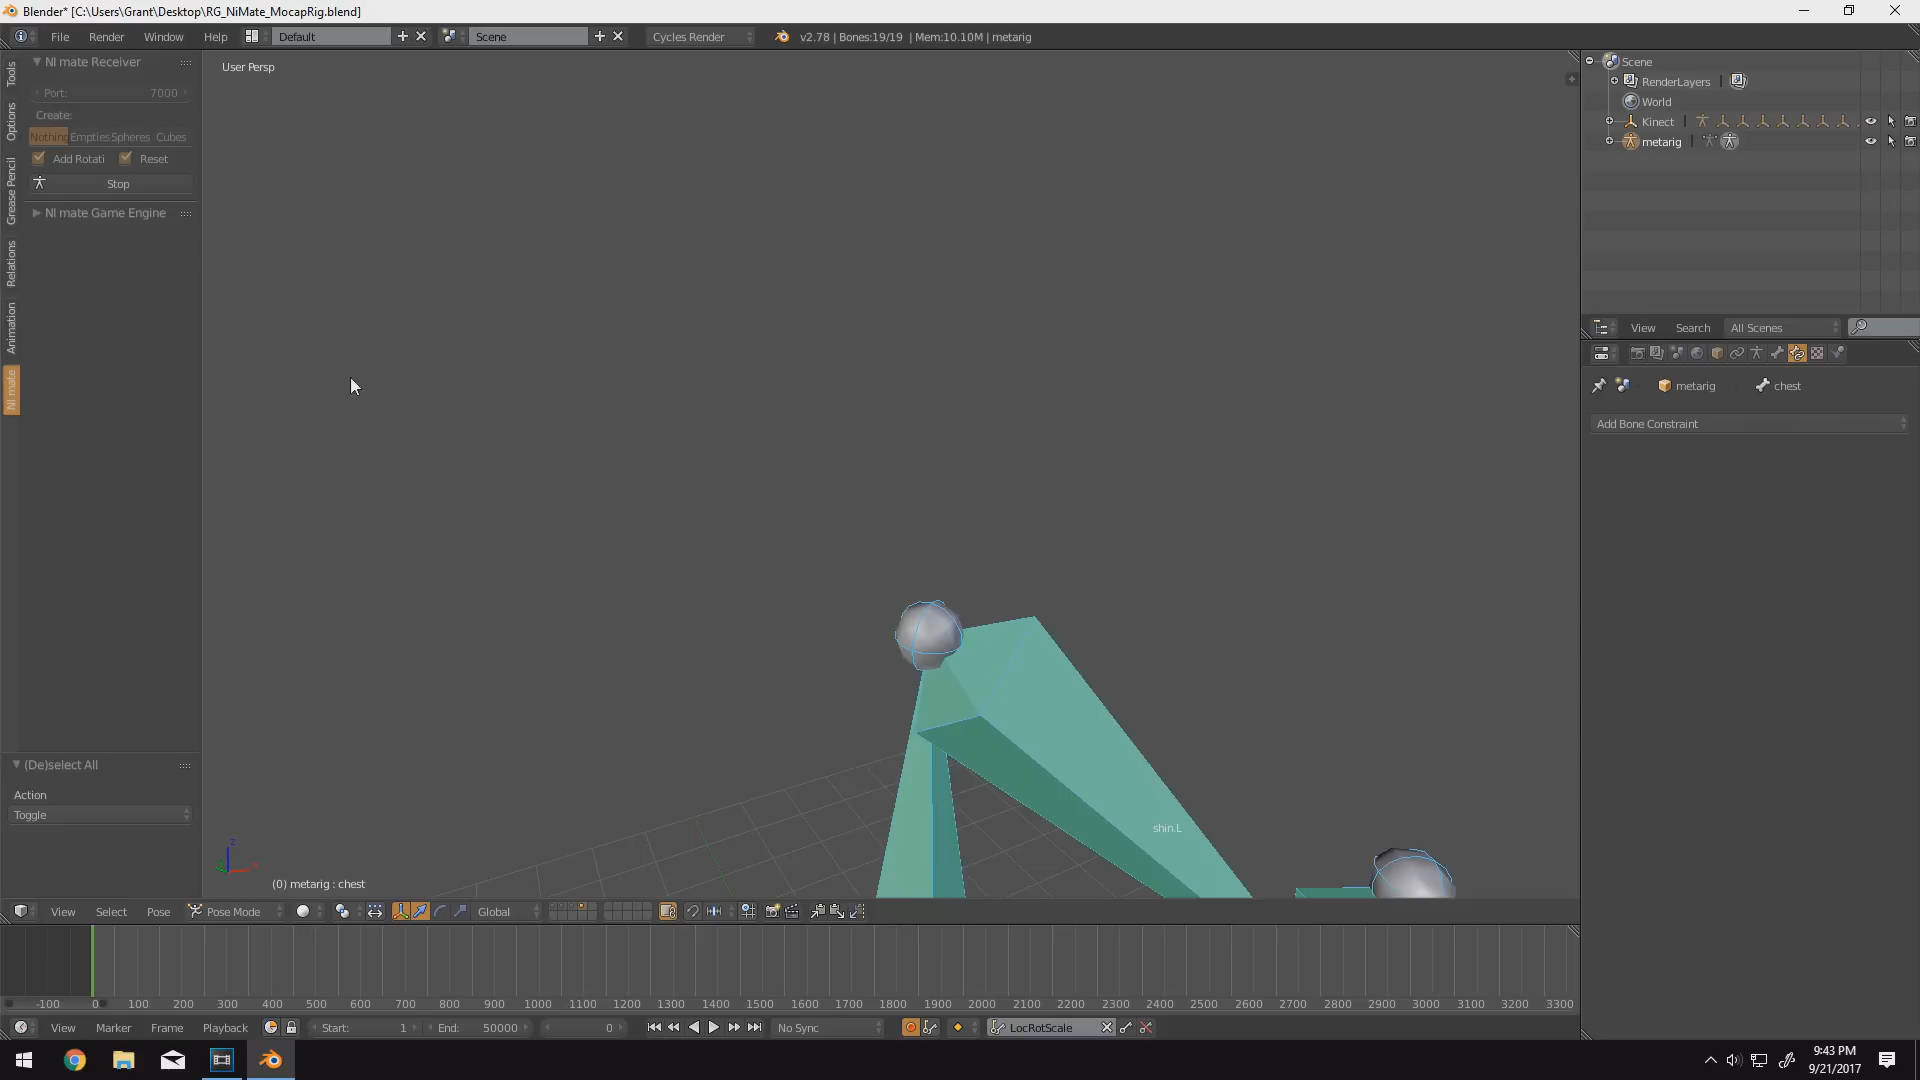 Blender* [C:\Users\Grant\Desktop\RG_NiMate_MocapRig.blend]
File Render Window Help Default Scene Cycles Render v2.78 | Bones:19/19 | Mem:10.10M | metarig
Tools
Options
Grease Pencil
Relations
Animation
NI mate
NI mate Receiver
Port: 7000
Create:
Nothing Empties Spheres Cubes
Add Rotati Reset
Stop
NI mate Game Engine
(De)select All
Action
Toggle
User Persp
shin.L
z
(0) metarig : chest
View Select Pose Pose Mode Global
Scene
RenderLayers
World
Kinect
metarig
View Search All Scenes
metarig chest
Add Bone Constraint
-100 0 100 200 300 400 500 600 700 800 900 1000 1100 1200 1300 1400 1500 1600 1700 1800 1900 2000 2100 2200 2300 2400 2500 2600 2700 2800 2900 3000 3100 3200 3300
View Marker Frame Playback Start: 1 End: 50000 0 No Sync LocRotScale
9:43 PM
9/21/2017